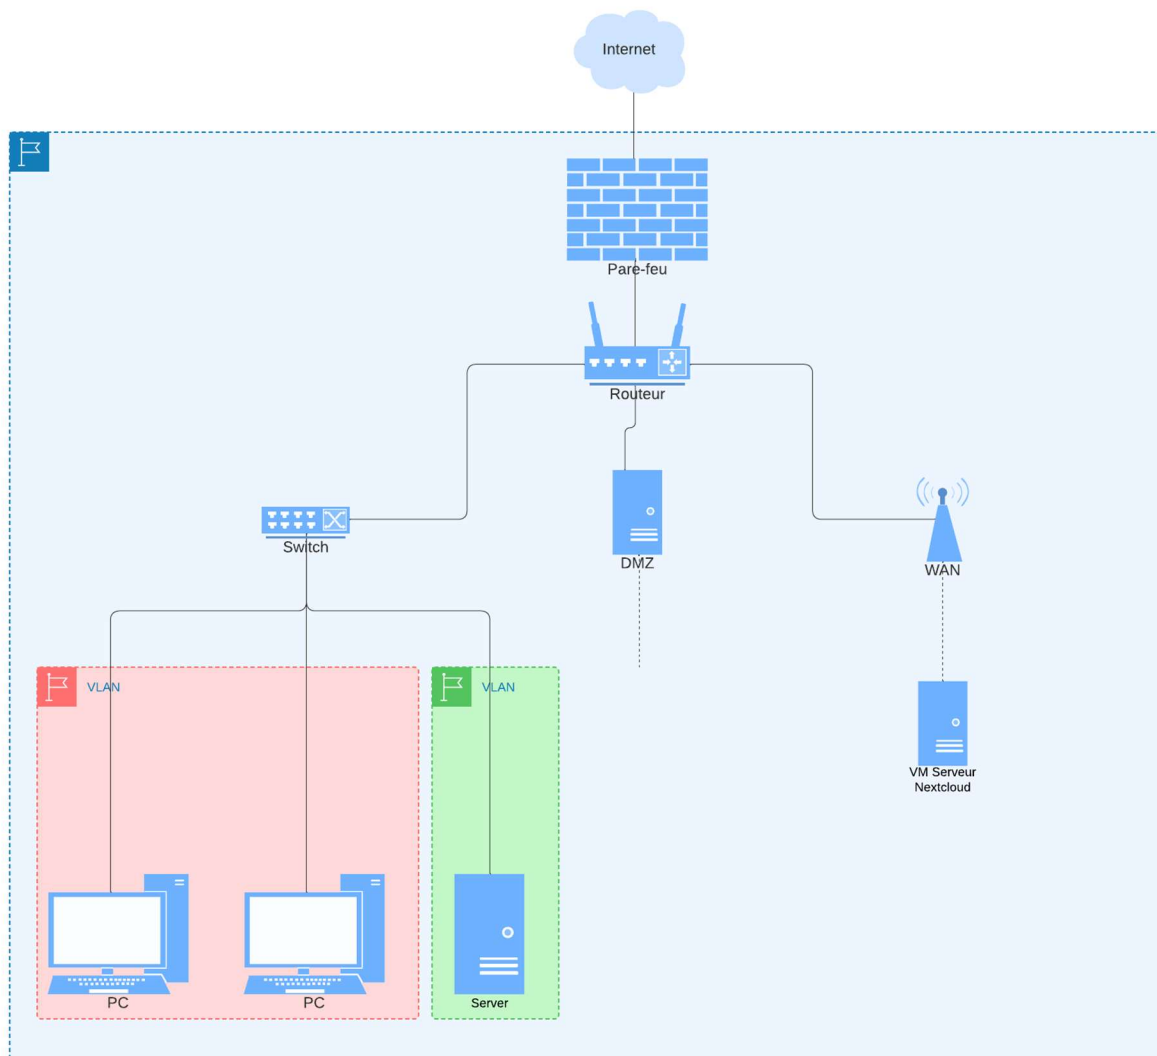 Internet
Pare-feu
Routeur
Switch
DMZ
WAN
VLAN
VLAN
VM Serveur
Nextcloud
PC
PC
Server